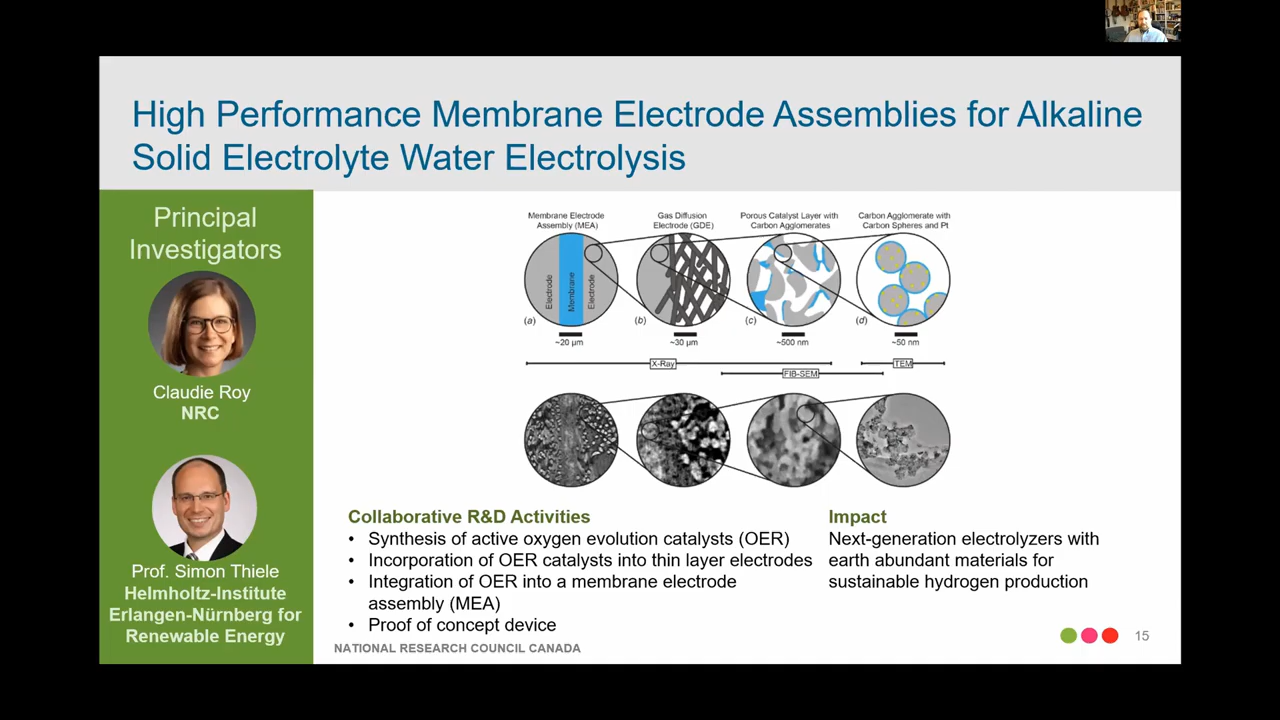 High Performance Membrane Electrode Assemblies for Alkaline
Solid Electrolyte Water Electrolysis
Principal
Investigators
Claudie Roy
NRC
Prof. Simon Thiele
Helmholtz-Institute
Erlangen-Nürnberg for
Renewable Energy
Membrane Electrode
Assembly (MEA)
Gas Diffusion
Electrode (GDE)
Porous Catalyst Layer with
Carbon Agglomerates
Carbon Agglomerate with
Carbon Spheres and Pt
Electrode
Membrane
Electrode
(a)
(b)
(c)
(d)
~20 µm
~30 µm
~500 nm
~50 nm
X-Ray
FIB-SEM
TEM
Collaborative R&D Activities
• Synthesis of active oxygen evolution catalysts (OER)
• Incorporation of OER catalysts into thin layer electrodes
• Integration of OER into a membrane electrode
assembly (MEA)
• Proof of concept device
Impact
Next-generation electrolyzers with
earth abundant materials for
sustainable hydrogen production
NATIONAL RESEARCH COUNCIL CANADA
15